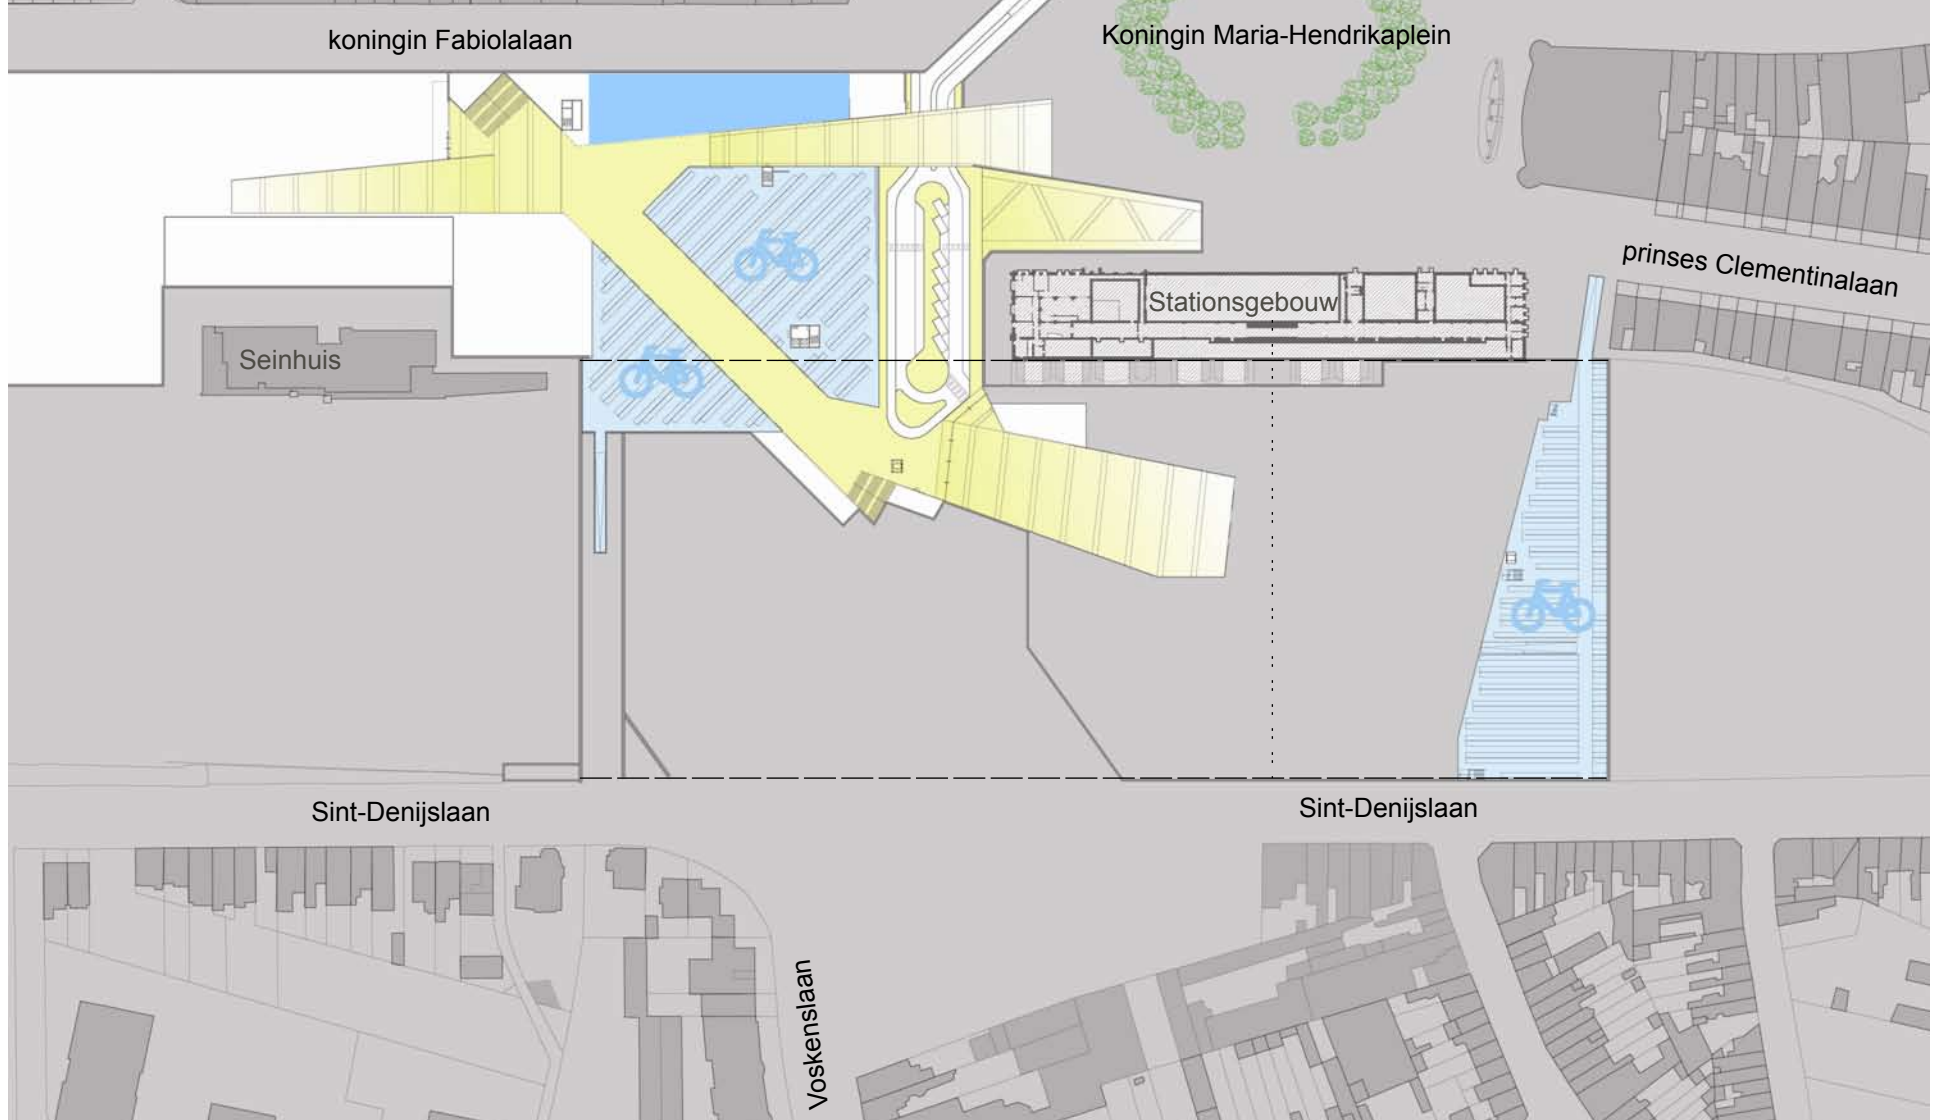 koningin Fabiolalaan
Koningin Maria-Hendrikaplein
prinses Clementinalaan
Stationsgebouw
Seinhuis
Sint-Denijslaan
Sint-Denijslaan
Voskenslaan